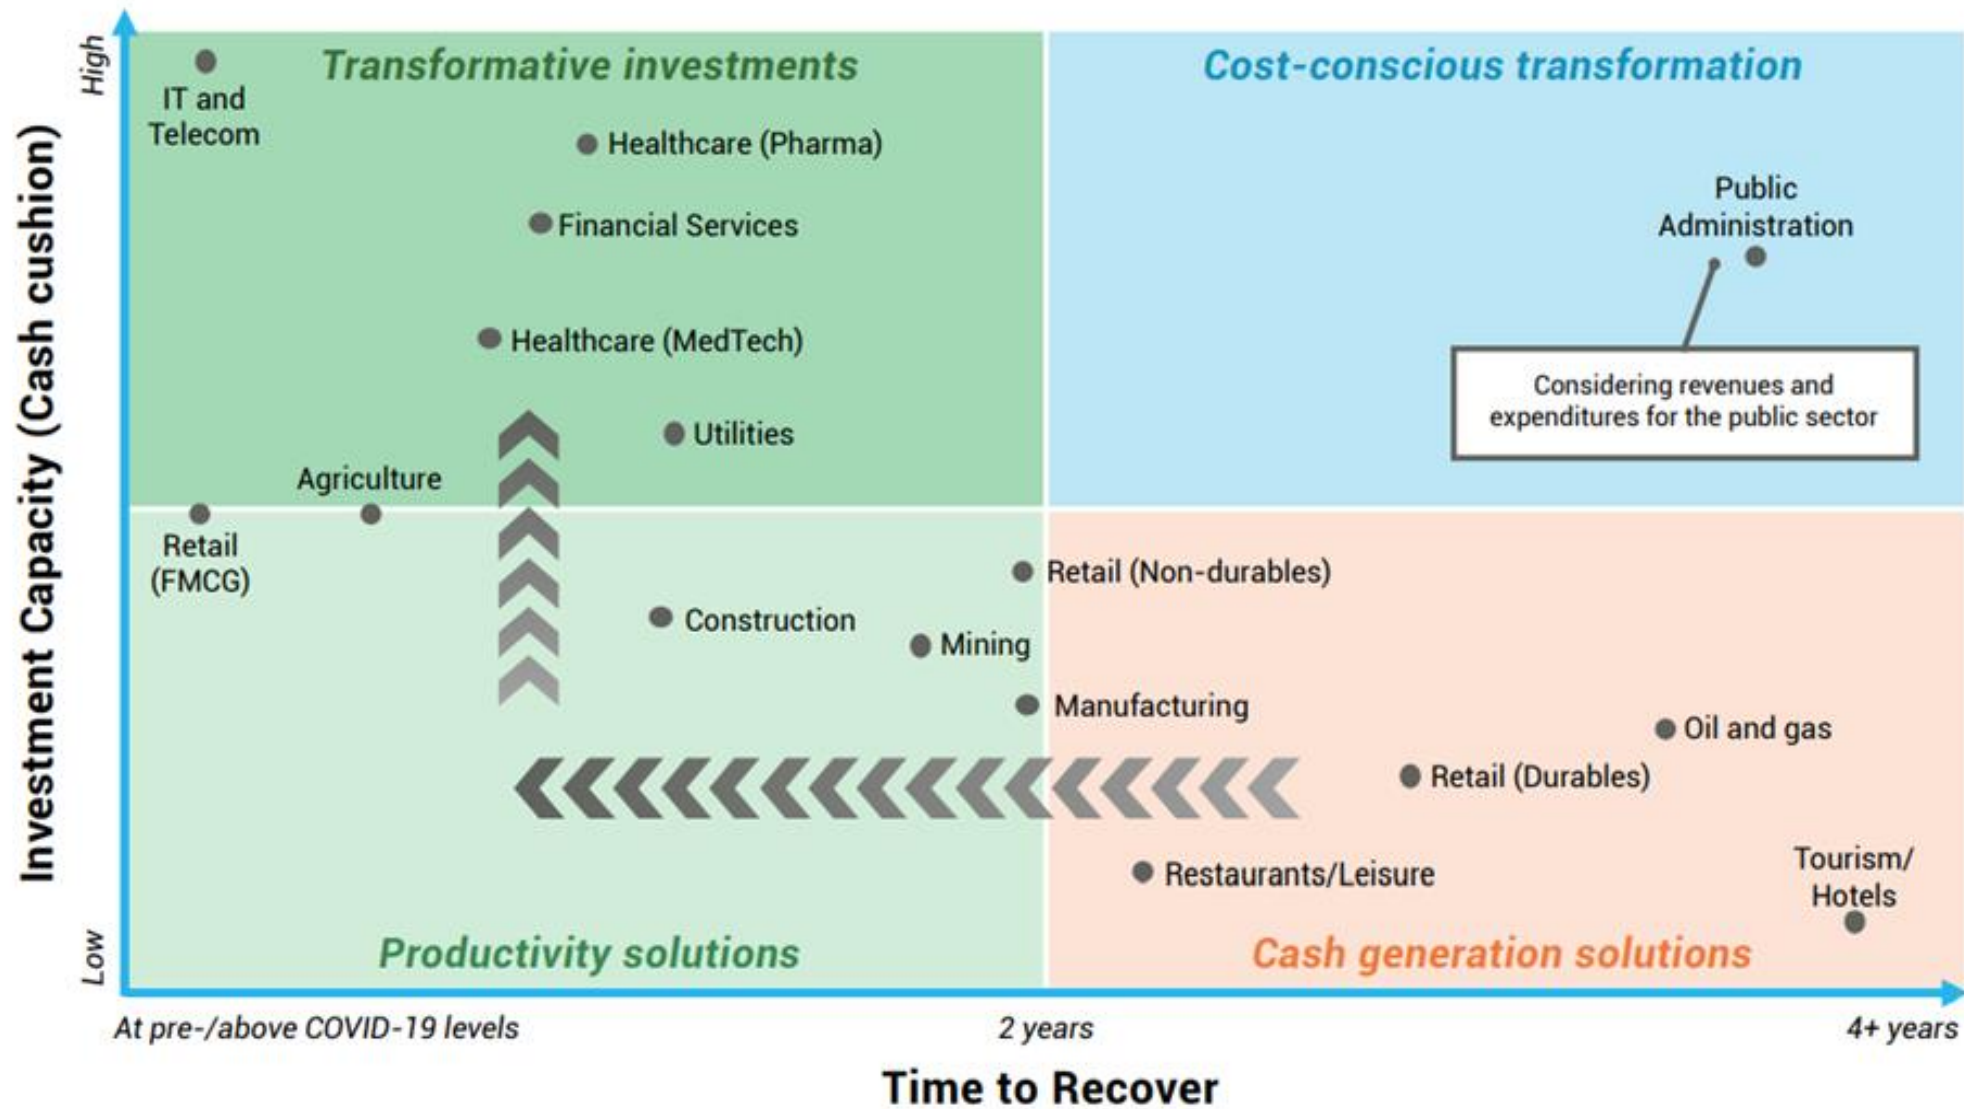 High
Transformative investments
Cost-conscious transformation
IT and
Telecom
Healthcare (Pharma)
Financial Services
Public
Administration
Healthcare (MedTech)
Considering revenues and
expenditures for the public sector
Utilities
Agriculture
Retail
(FMCG)
Retail (Non-durables)
Construction
Mining
Manufacturing
Oil and gas
Retail (Durables)
Restaurants/Leisure
Tourism/
Hotels
Productivity solutions
Cash generation solutions
Low
Investment Capacity (Cash cushion)
At pre-/above COVID-19 levels
2 years
4+ years
Time to Recover